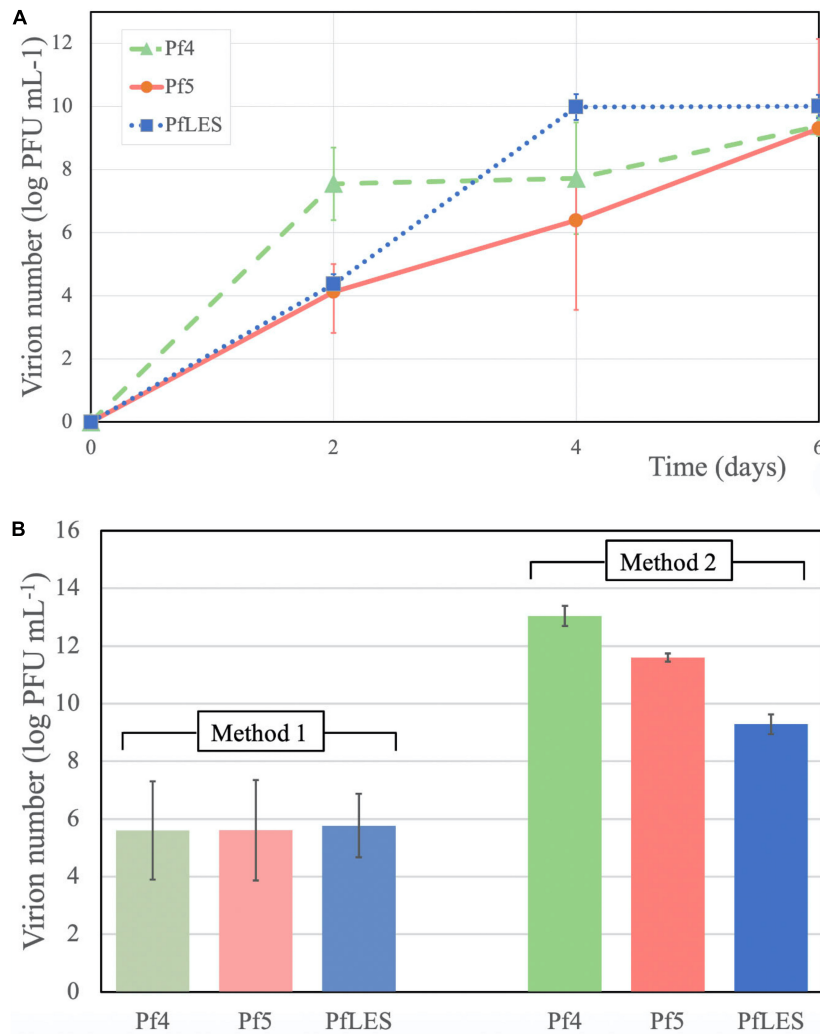 A
Virion number (log PFU mL-1)
12
10
8
6
4
2
0
Pf4
Pf5
PfLES
0
2
4
6
Time (days)
B
Virion number (log PFU mL⁻¹)
16
14
12
10
8
6
4
2
0
Method 1
Method 2
Pf4 Pf5 PfLES Pf4 Pf5 PfLES